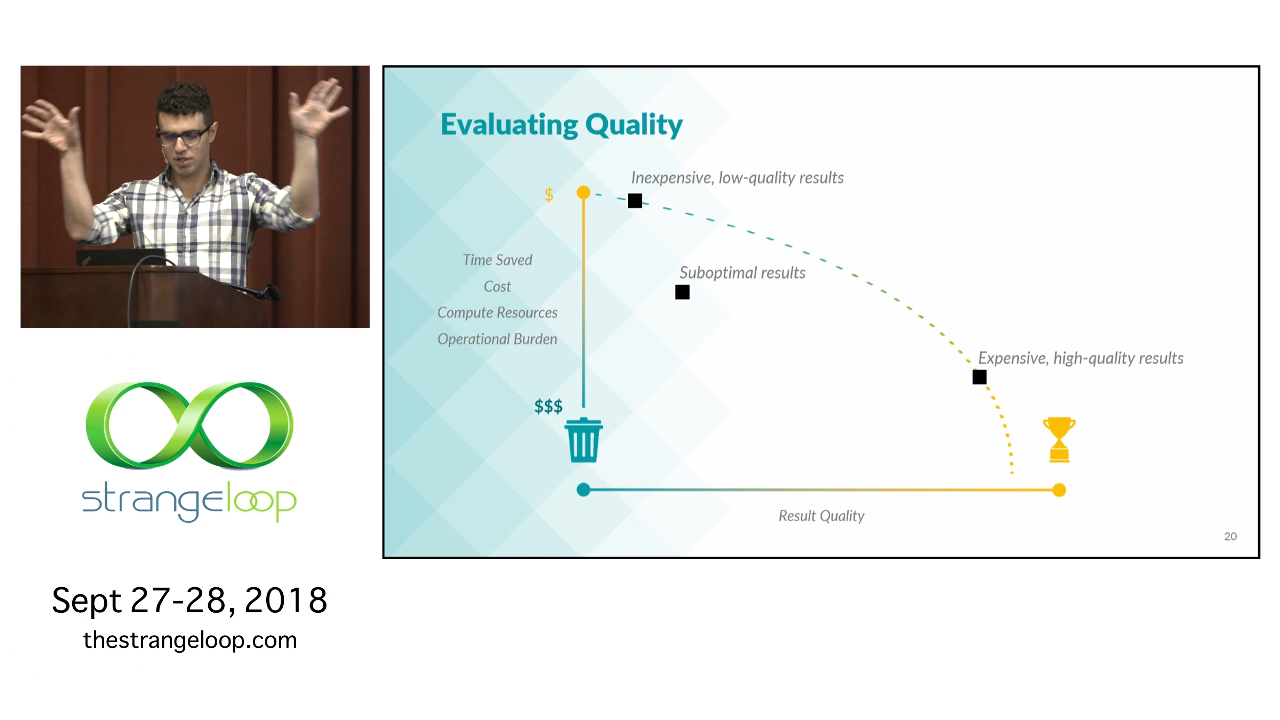 Evaluating Quality
$
Inexpensive, low-quality results
Time Saved
Cost
Compute Resources
Operational Burden
Suboptimal results
Expensive, high-quality results
$$$
Result Quality
20
strangeloop
Sept 27-28, 2018
thestrangeloop.com